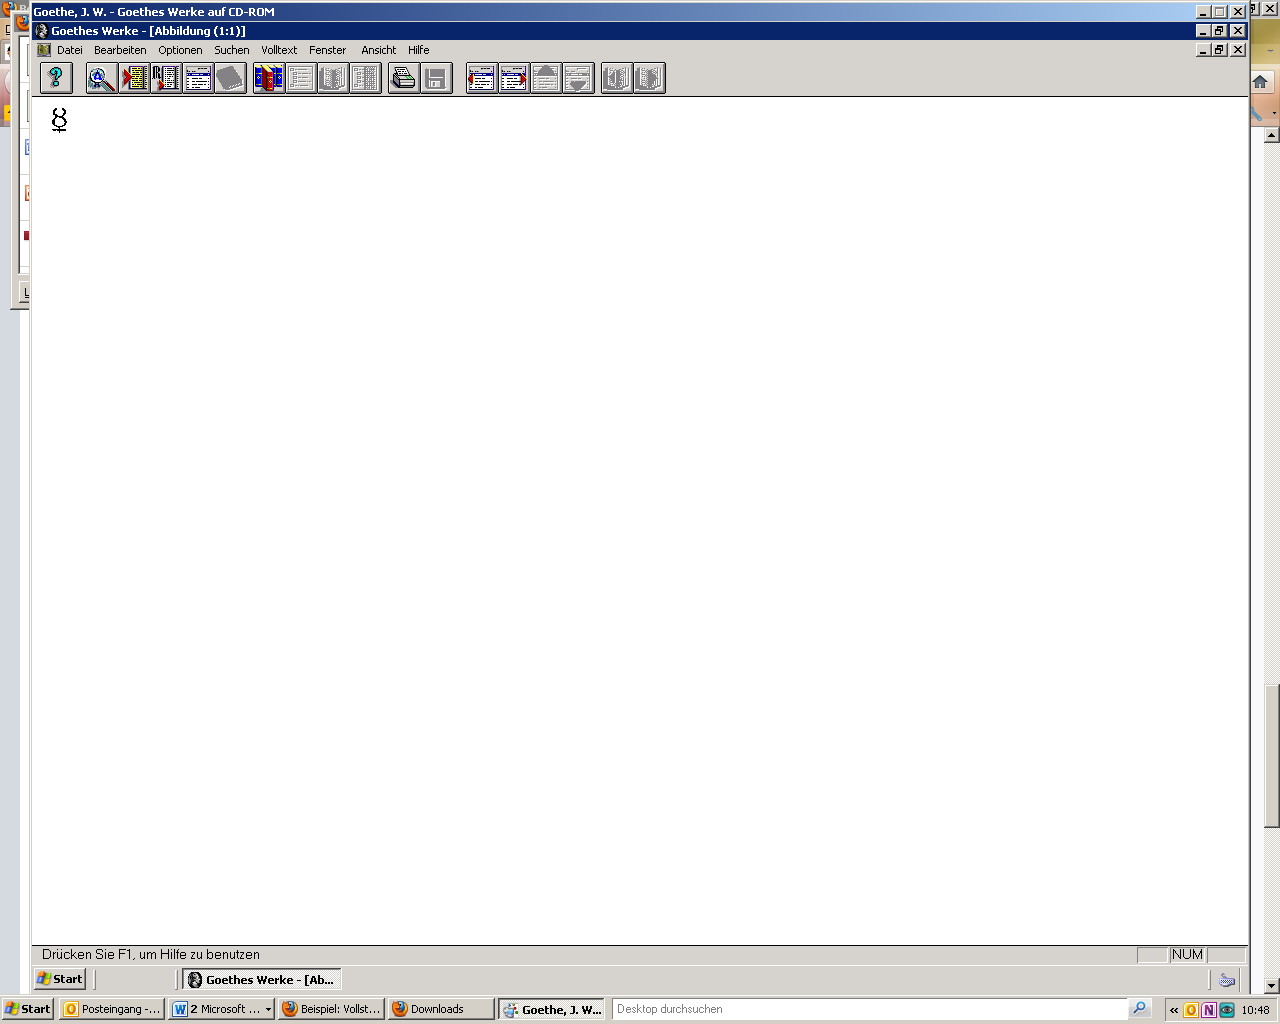 Goethe, J. W. - Goethes Werke auf CD-ROM
Goethes Werke - [Abbildung (1:1)]
Datei Bearbeiten Optionen Suchen Volltext Fenster Ansicht Hilfe
☿
Drücken Sie F1, um Hilfe zu benutzen
NUM
Start
Goethes Werke - [Ab...
Start
Posteingang -...
2 Microsoft ...
Beispiel: Vollst...
Downloads
Goethe, J. W...
Desktop durchsuchen
«
10:48